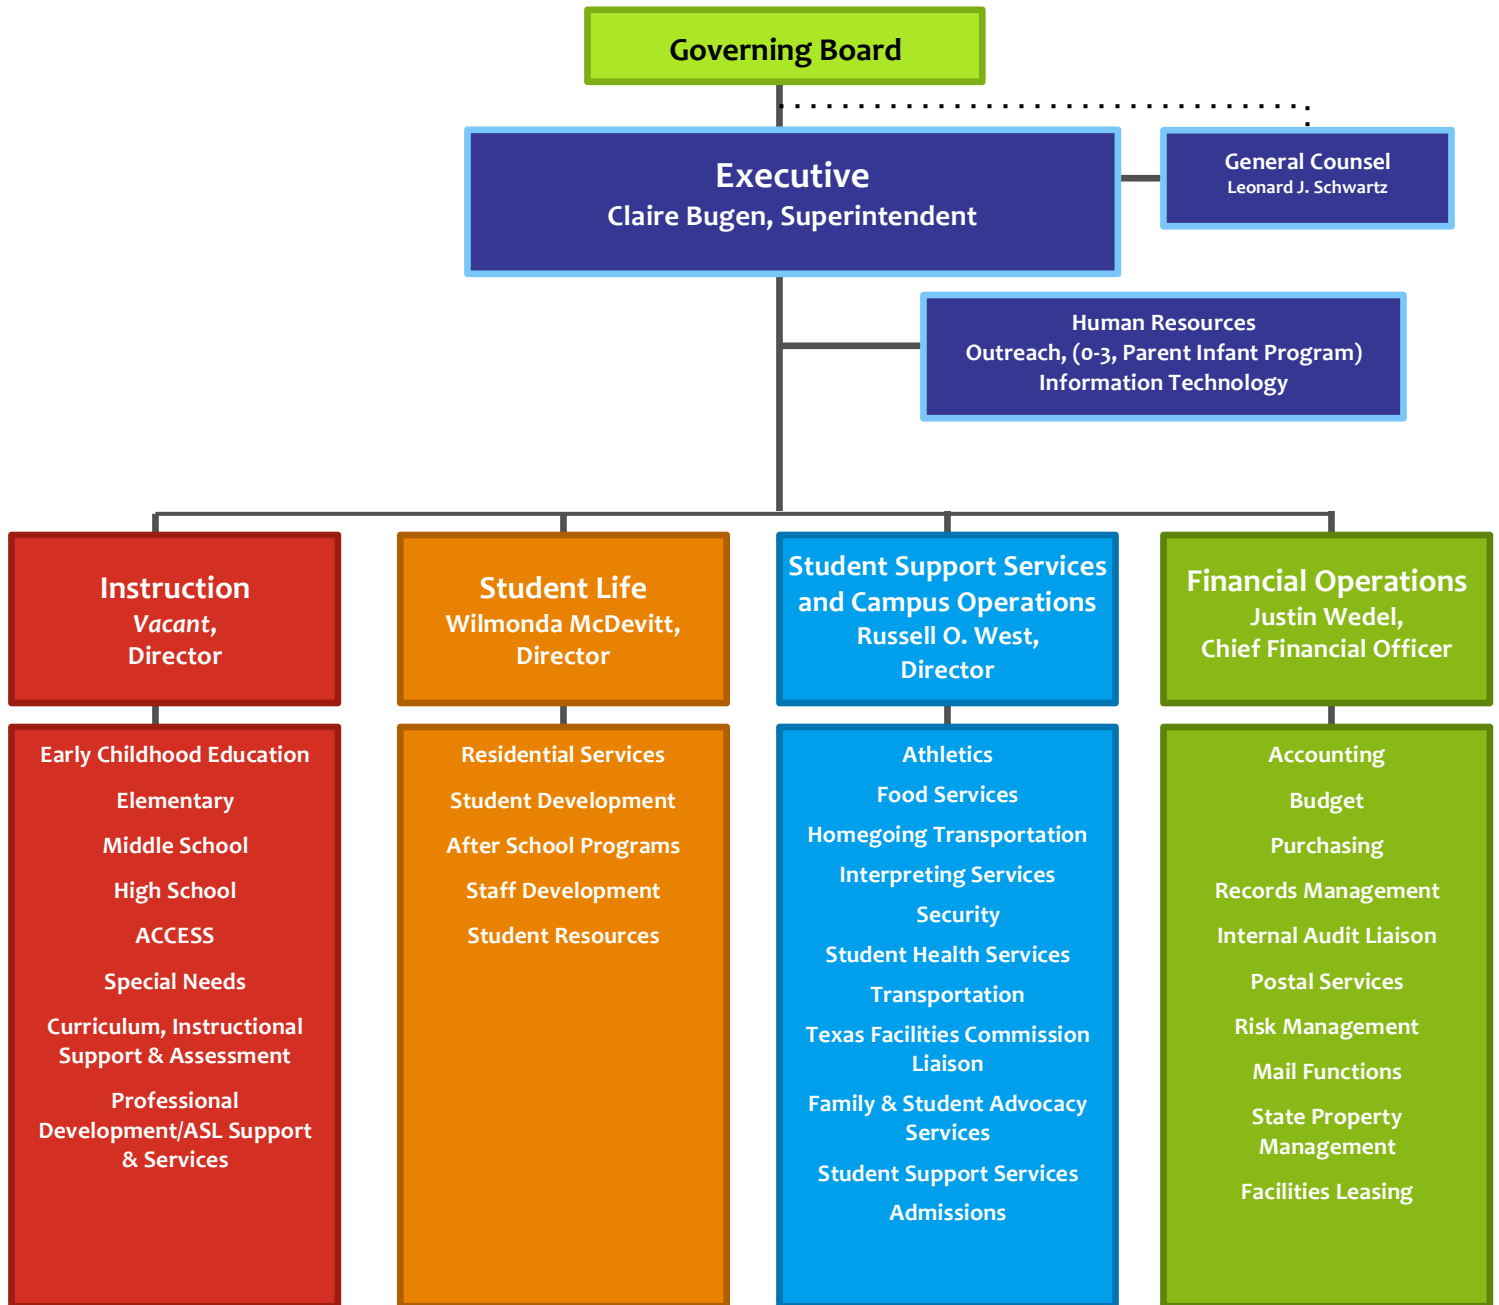 Governing Board
Executive
Claire Bugen, Superintendent
General Counsel
Leonard J. Schwartz
Human Resources
Outreach, (0-3, Parent Infant Program)
Information Technology
Instruction
Vacant,
Director
Early Childhood Education
Elementary
Middle School
High School
ACCESS
Special Needs
Curriculum, Instructional
Support & Assessment
Professional
Development/ASL Support
& Services
Student Life
Wilmonda McDevitt,
Director
Residential Services
Student Development
After School Programs
Staff Development
Student Resources
Student Support Services
and Campus Operations
Russell O. West,
Director
Athletics
Food Services
Homegoing Transportation
Interpreting Services
Security
Student Health Services
Transportation
Texas Facilities Commission
Liaison
Family & Student Advocacy
Services
Student Support Services
Admissions
Financial Operations
Justin Wedel,
Chief Financial Officer
Accounting
Budget
Purchasing
Records Management
Internal Audit Liaison
Postal Services
Risk Management
Mail Functions
State Property
Management
Facilities Leasing